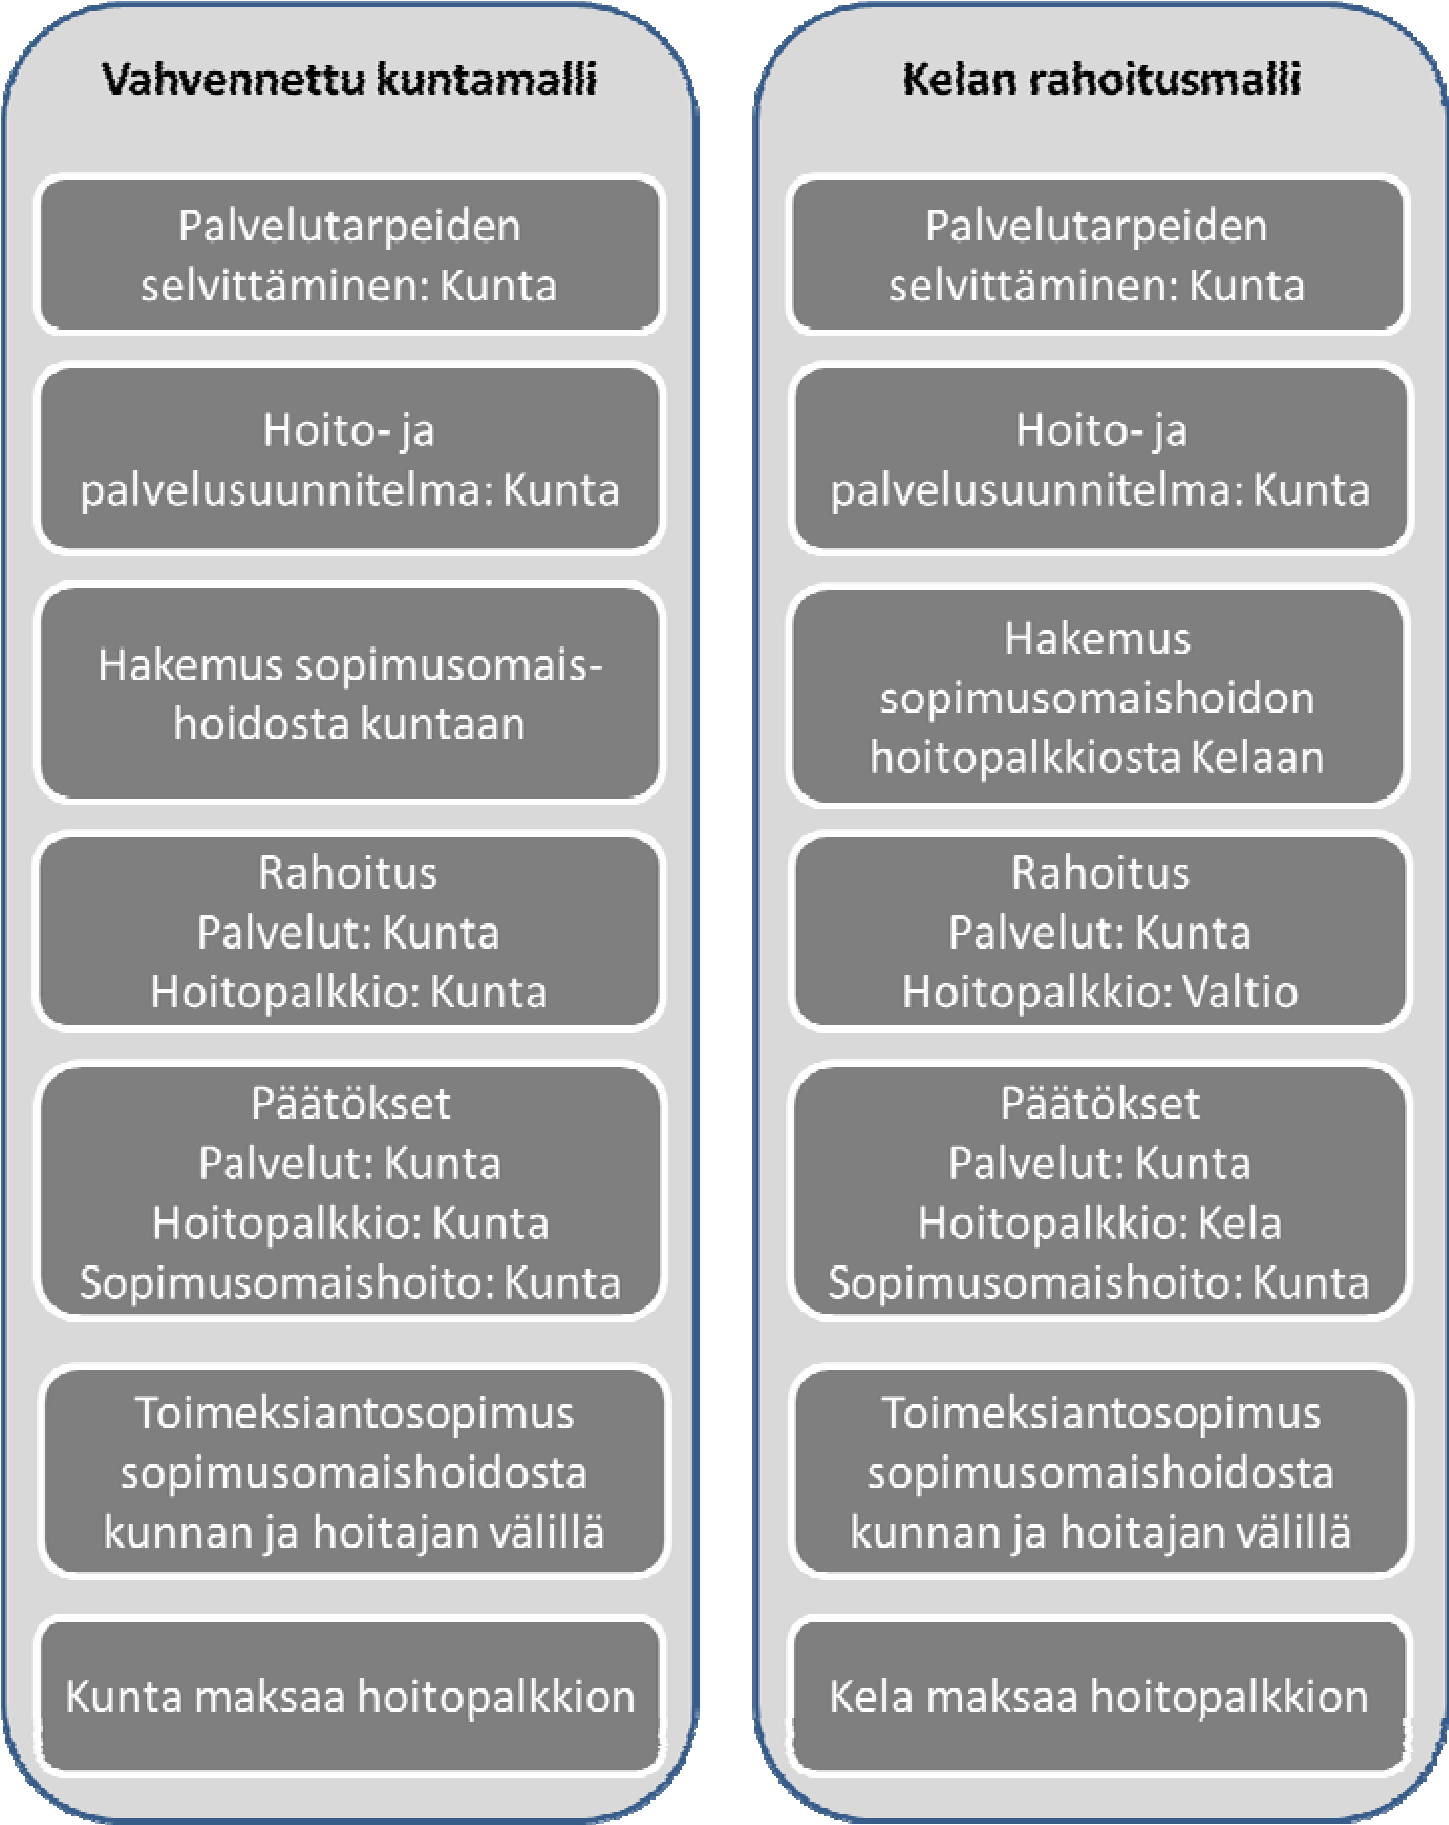 Vahvennettu kuntamalli
Palvelutarpeiden
selvittäminen: Kunta
Hoito- ja
palvelusuunnitelma: Kunta
Hakemus sopimusomais-
hoidosta kuntaan
Rahoitus
Palvelut: Kunta
Hoitopalkkio: Kunta
Päätökset
Palvelut: Kunta
Hoitopalkkio: Kunta
Sopimusomaishoito: Kunta
Toimeksiantosopimus
sopimusomaishoidosta
kunnan ja hoitajan välillä
Kunta maksaa hoitopalkkion
Kelan rahoitusmalli
Palvelutarpeiden
selvittäminen: Kunta
Hoito- ja
palvelusuunnitelma: Kunta
Hakemus
sopimusomaishoidon
hoitopalkkiosta Kelaan
Rahoitus
Palvelut: Kunta
Hoitopalkkio: Valtio
Päätökset
Palvelut: Kunta
Hoitopalkkio: Kela
Sopimusomaishoito: Kunta
Toimeksiantosopimus
sopimusomaishoidosta
kunnan ja hoitajan välillä
Kela maksaa hoitopalkkion